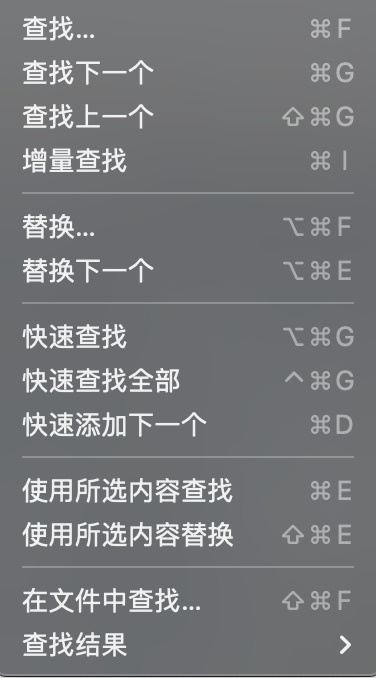 查找... ⌘F
查找下一个 ⌘G
查找上一个 ⇧⌘G
增量查找 ⌘I
替换... ⌥⌘F
替换下一个 ⌥⌘E
快速查找 ⌥⌘G
快速查找全部 ^⌘G
快速添加下一个 ⌘D
使用所选内容查找 ⌘E
使用所选内容替换 ⇧⌘E
在文件中查找... ⇧⌘F
查找结果